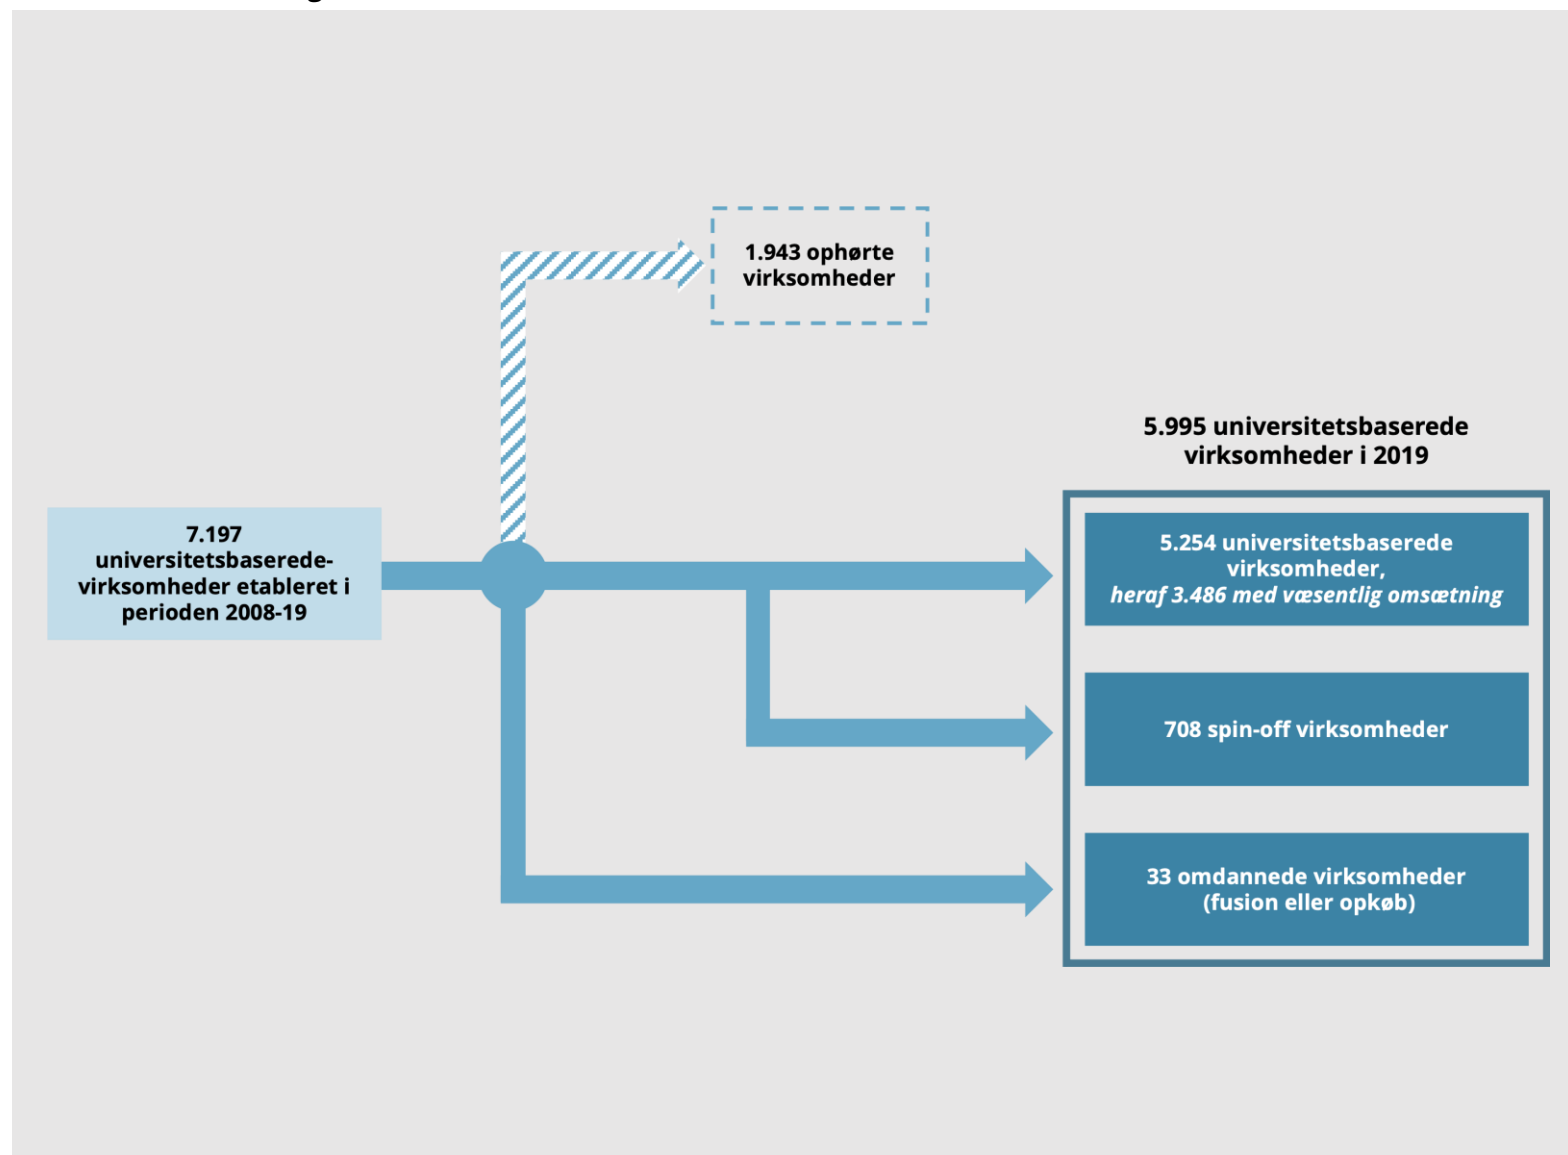 1.943 ophørte
virksomheder
5.995 universitetsbaserede
virksomheder i 2019
7.197
universitetsbaserede-
virksomheder etableret i
perioden 2008-19
5.254 universitetsbaserede
virksomheder,
heraf 3.486 med væsentlig omsætning
708 spin-off virksomheder
33 omdannede virksomheder
(fusion eller opkøb)